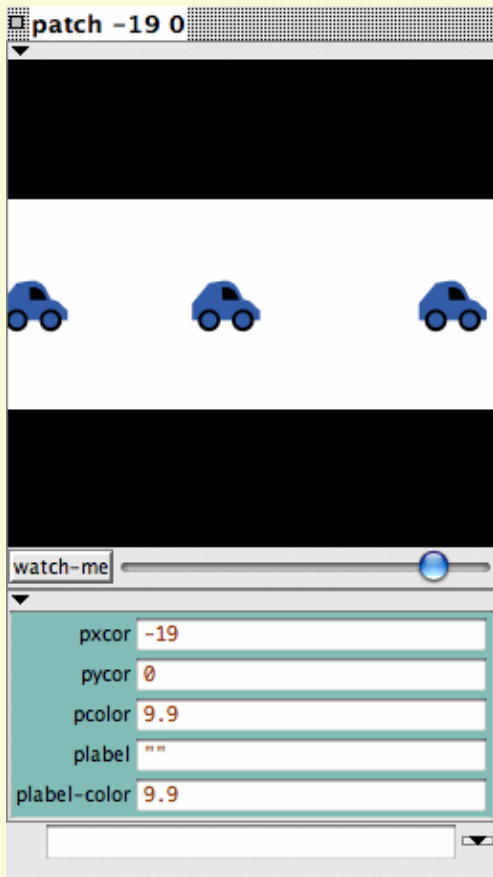 patch -19 0
watch-me
pxcor -19
pycor 0
pcolor 9.9
plabel ""
plabel-color 9.9